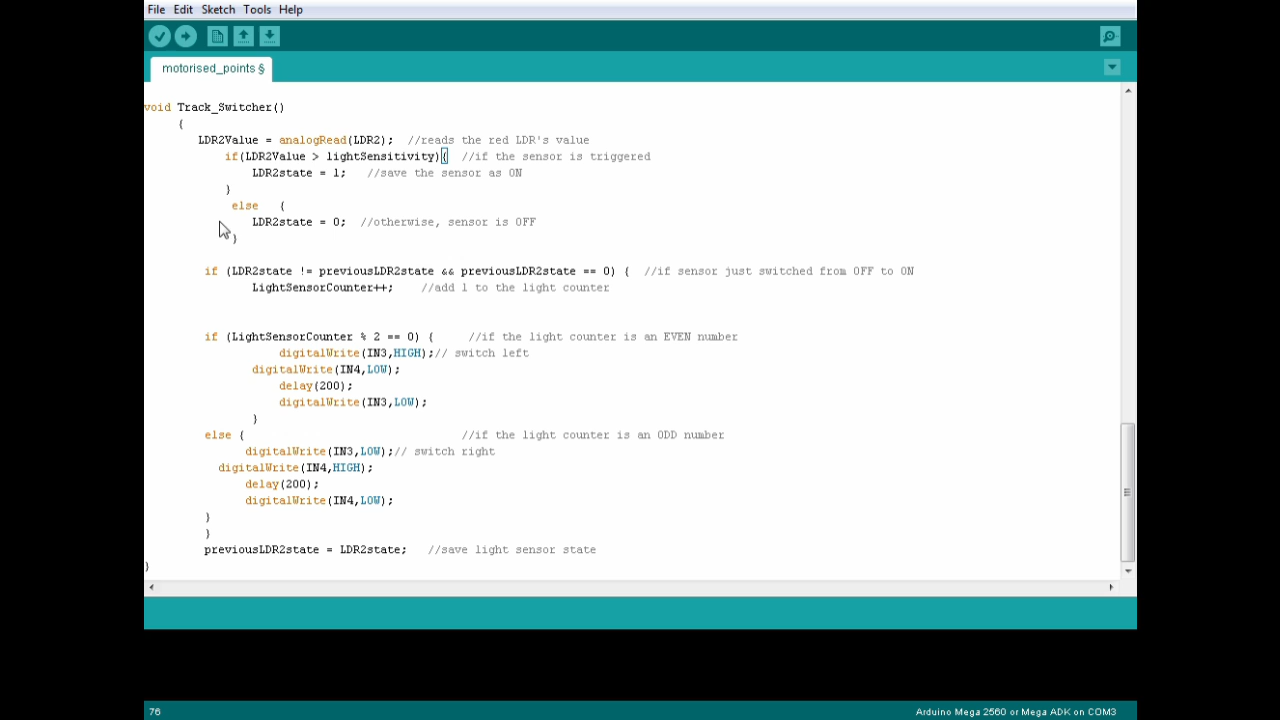 File Edit Sketch Tools Help
motorised_points §
void Track_Switcher()
{
LDR2Value = analogRead(LDR2); //reads the red LDR's value
if(LDR2Value > lightSensitivity){ //if the sensor is triggered
LDR2state = 1; //save the sensor as ON
}
else {
LDR2state = 0; //otherwise, sensor is OFF
}
if (LDR2state != previousLDR2state && previousLDR2state == 0) { //if sensor just switched from OFF to ON
LightSensorCounter++; //add 1 to the light counter
if (LightSensorCounter % 2 == 0) { //if the light counter is an EVEN number
digitalWrite(IN3,HIGH);// switch left
digitalWrite(IN4,LOW);
delay(200);
digitalWrite(IN3,LOW);
}
else { //if the light counter is an ODD number
digitalWrite(IN3,LOW);// switch right
digitalWrite(IN4,HIGH);
delay(200);
digitalWrite(IN4,LOW);
}
}
previousLDR2state = LDR2state; //save light sensor state
}
76 Arduino Mega 2560 or Mega ADK on COM3